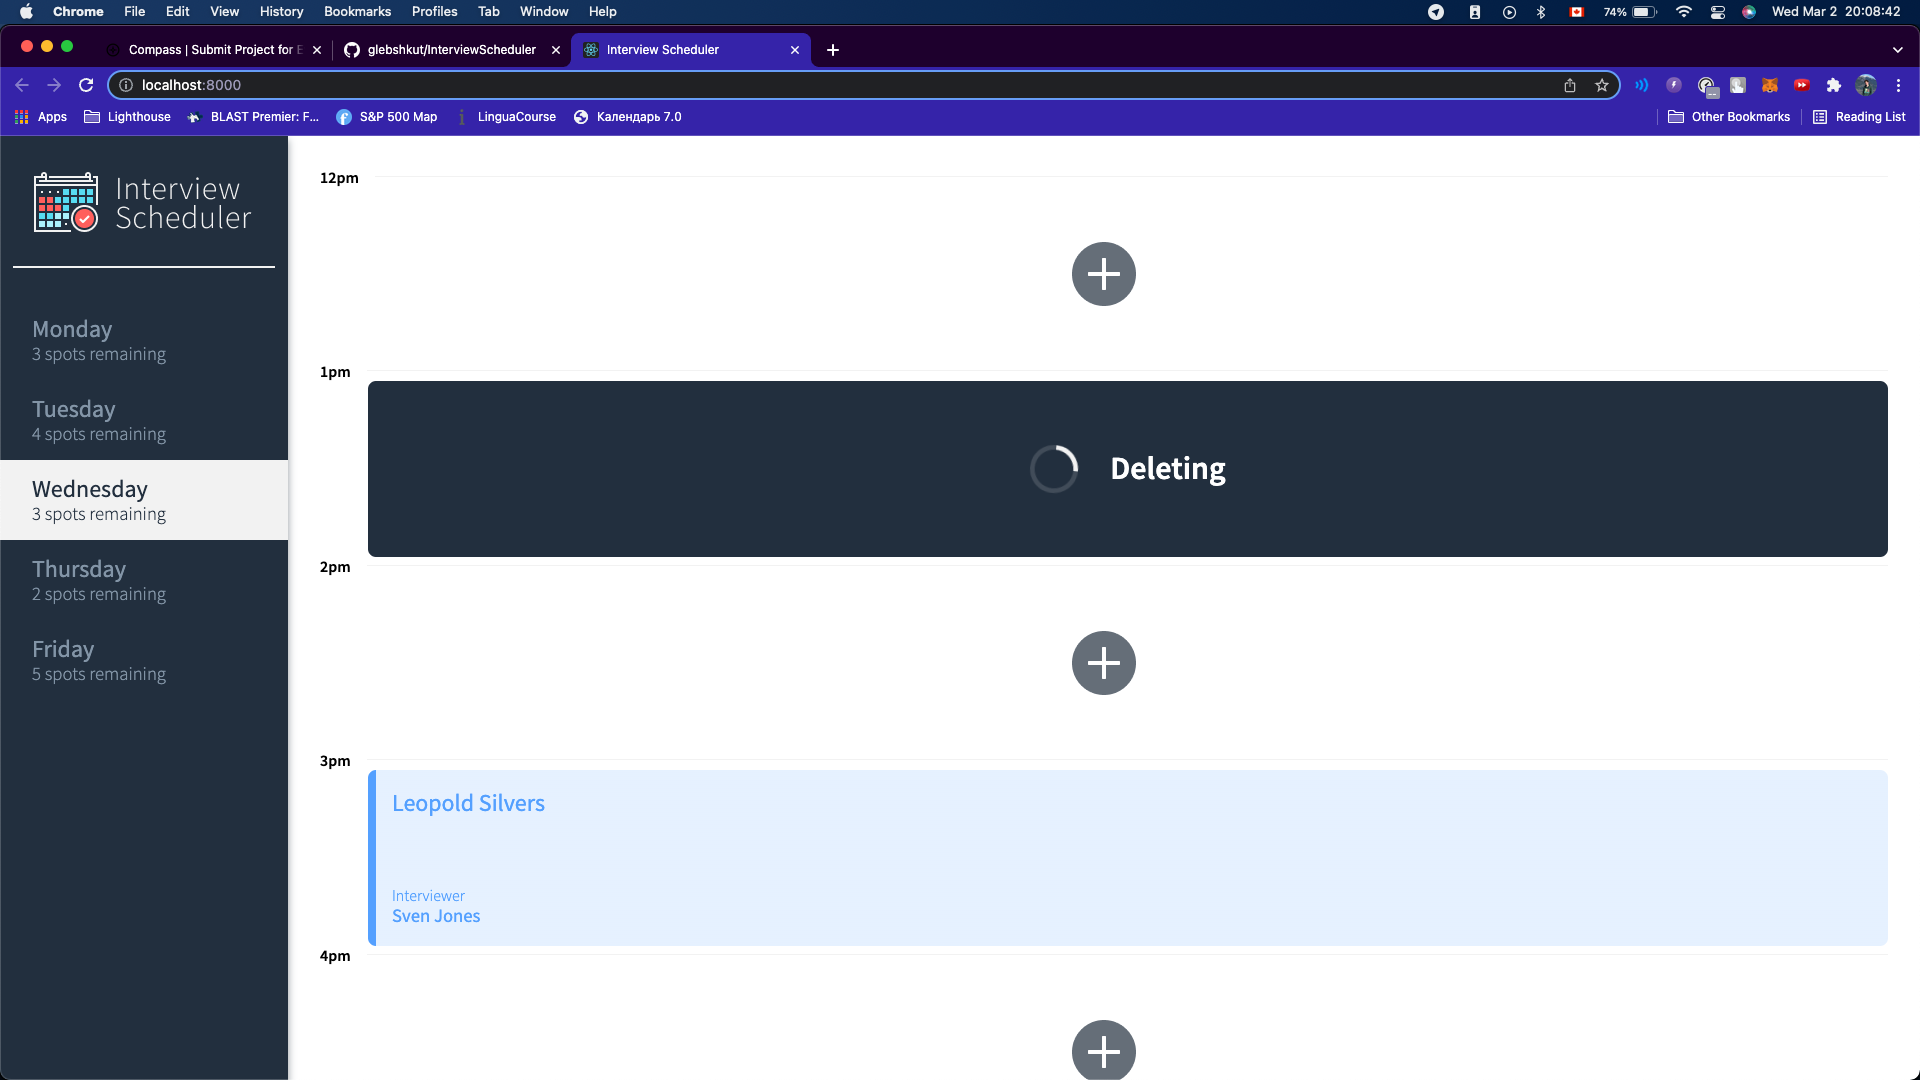 Chrome File Edit View History Bookmarks Profiles Tab Window Help 74% Wed Mar 2 20:08:42
Compass | Submit Project for E glebshkut/InterviewScheduler Interview Scheduler
localhost:8000
Apps Lighthouse BLAST Premier: F... S&P 500 Map LinguaCourse Календарь 7.0 Other Bookmarks Reading List
Interview
Scheduler
Monday
3 spots remaining
Tuesday
4 spots remaining
Wednesday
3 spots remaining
Thursday
2 spots remaining
Friday
5 spots remaining
12pm
1pm
Deleting
2pm
3pm
Leopold Silvers
Interviewer
Sven Jones
4pm